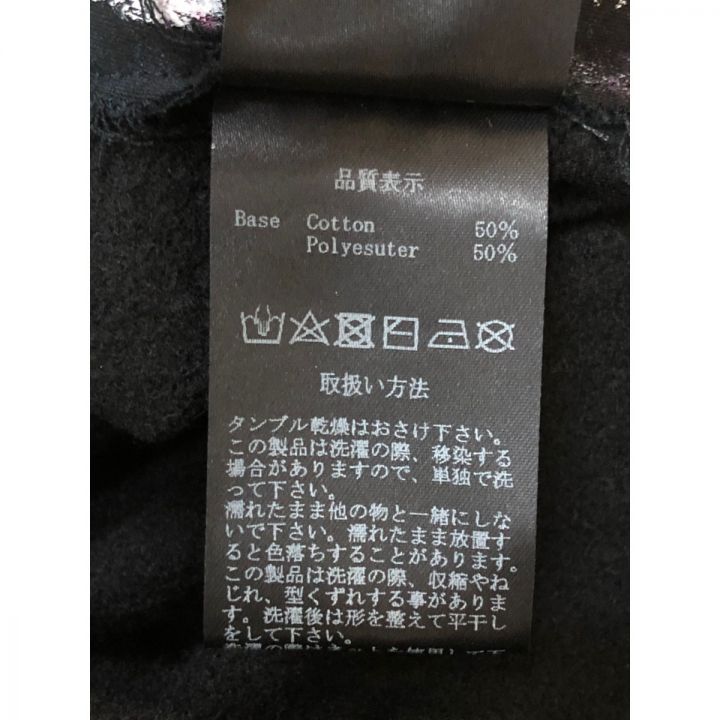 品質表示
Base Cotton 50%
Polyesuter 50%
取扱い方法
タンブル乾燥はおさけ下さい。
この製品は洗濯の際、移染する
場合がありますので、単独で洗
って下さい。
濡れたまま他の物と一緒にしな
いで下さい。濡れたまま放置す
ると色落ちすることがあります。
この製品は洗濯の際、収縮やね
じれ、型くずれする事がありま
す。洗濯後は形を整えて平干し
をして下さい。